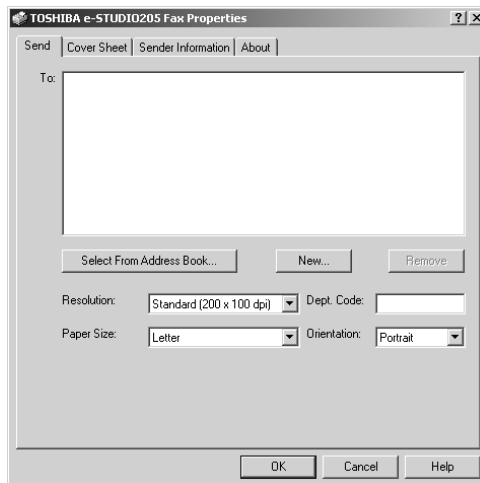 TOSHIBA e-STUDIO205 Fax Properties
Send Cover Sheet Sender Information About
To:
Select From Address Book... New... Remove
Resolution: Standard (200 x 100 dpi) Dept. Code:
Paper Size: Letter Orientation: Portrait
OK Cancel Help